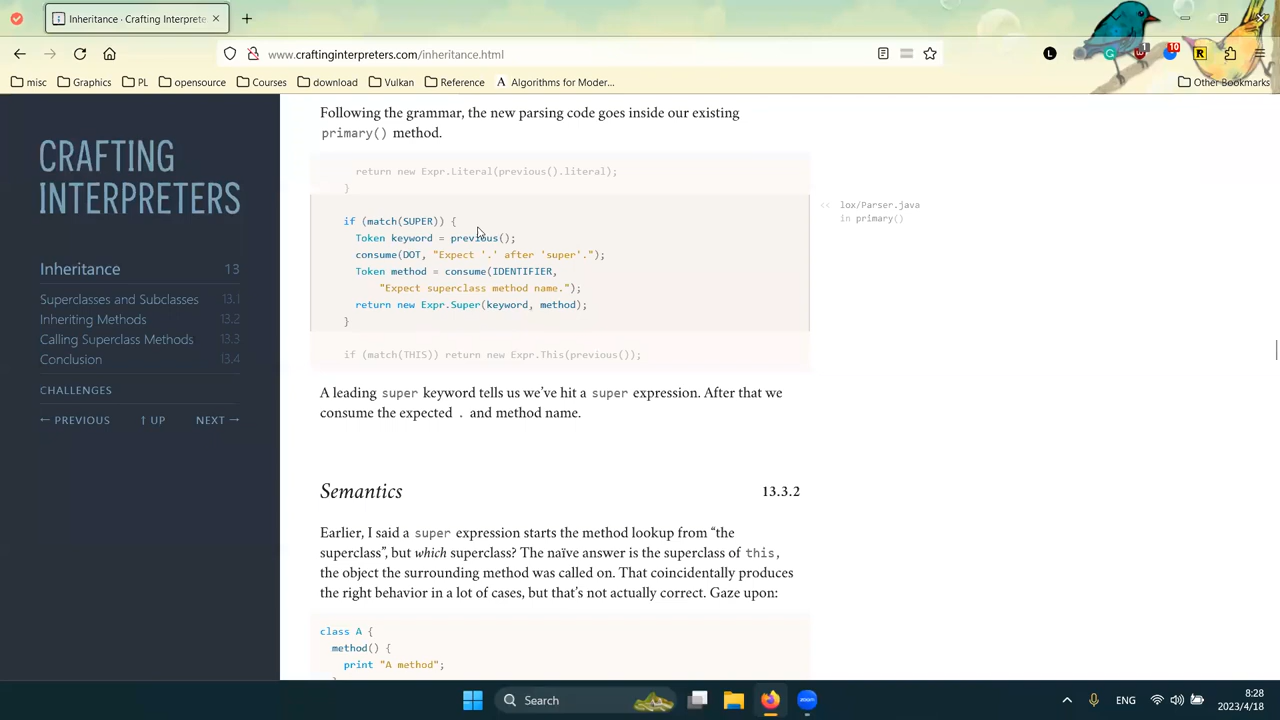 Inheritance · Crafting Interprete
www.craftinginterpreters.com/inheritance.html
L
1
10
R
misc
Graphics
PL
opensource
Courses
download
Vulkan
Reference
A Algorithms for Moder...
Other Bookmarks
CRAFTING
INTERPRETERS
Inheritance 13
Superclasses and Subclasses 13.1
Inheriting Methods 13.2
Calling Superclass Methods 13.3
Conclusion 13.4
CHALLENGES
← PREVIOUS ↑ UP NEXT →
Following the grammar, the new parsing code goes inside our existing
primary() method.
return new Expr.Literal(previous().literal);
}
if (match(SUPER)) {
Token keyword = previous();
consume(DOT, "Expect '.' after 'super'.");
Token method = consume(IDENTIFIER,
"Expect superclass method name.");
return new Expr.Super(keyword, method);
}
if (match(THIS)) return new Expr.This(previous());
<< lox/Parser.java
in primary()
A leading super keyword tells us we’ve hit a super expression. After that we
consume the expected . and method name.
Semantics 13.3.2
Earlier, I said a super expression starts the method lookup from “the
superclass”, but which superclass? The naïve answer is the superclass of this,
the object the surrounding method was called on. That coincidentally produces
the right behavior in a lot of cases, but that’s not actually correct. Gaze upon:
class A {
method() {
print "A method";
Search
zoom
ENG
8:28
2023/4/18